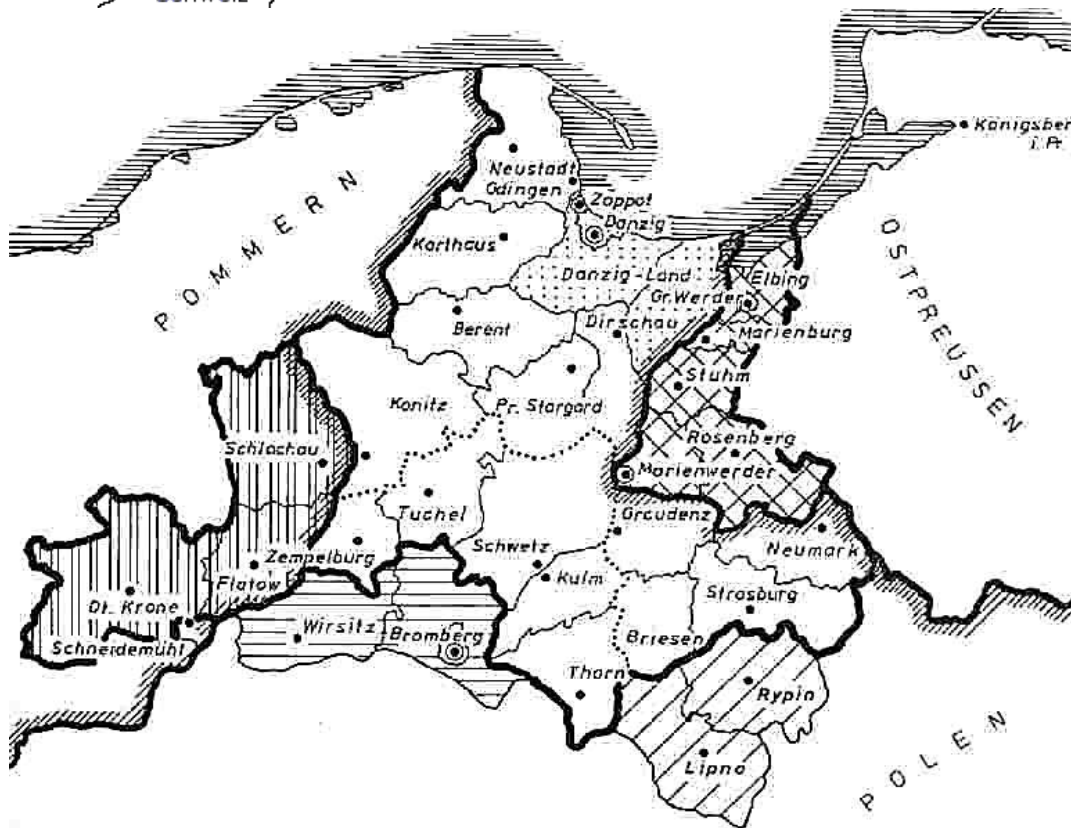 Schweiz
Königsber
i. Pr.
Neustadt
Gdingen
Zoppot
Danzig
POMMERN
OSTPREUSSEN
Karthaus
Danzig-Land
Elbing
Gr. Werder
Berent
Dirschau
Marienburg
Stuhm
Konitz
Pr. Stargard
Rosenberg
Schlochau
Marienwerder
Tuchel
Graudenz
Schwetz
Neumark
Zempelburg
Flatow
Kulm
Dt. Krone
Strasburg
Wirsitz
Bromberg
Briesen
Schneidemühl
Thorn
Rypin
Lipno
POLEN